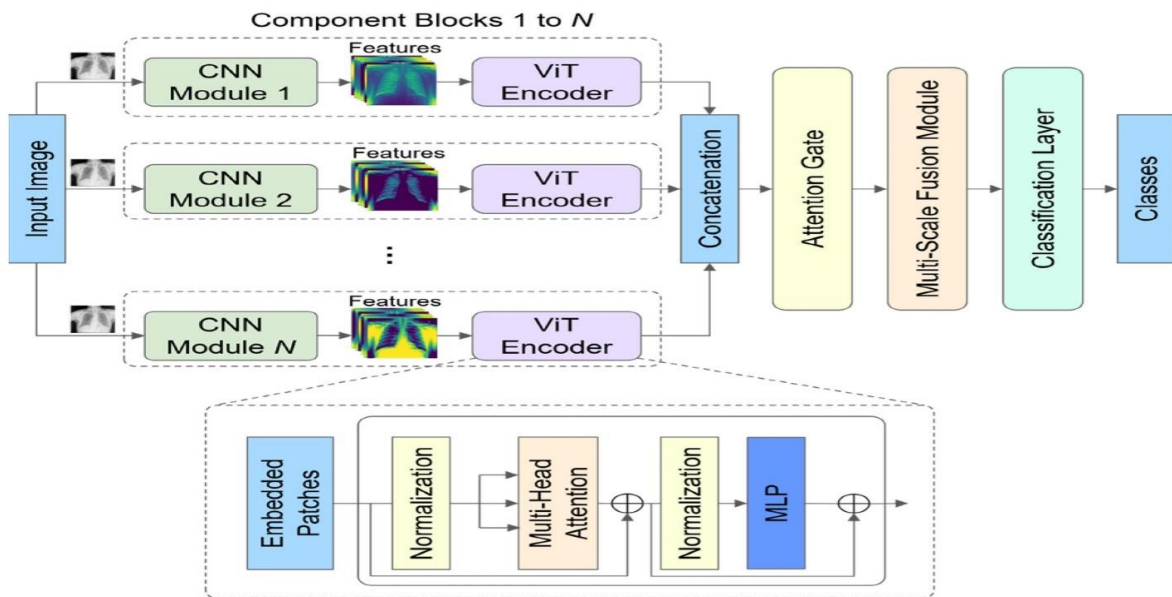 Component Blocks 1 to N
Input Image
CNN
Module 1
Features
ViT
Encoder
CNN
Module 2
Features
ViT
Encoder
...
CNN
Module N
Features
ViT
Encoder
Concatenation
Attention Gate
Multi-Scale Fusion Module
Classification Layer
Classes
Embedded
Patches
Normalization
Multi-Head
Attention
Normalization
MLP